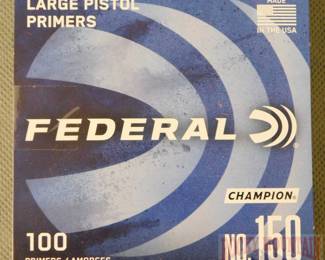 LARGE PISTOL
PRIMERS
MADE
IN THE USA
FEDERAL
CHAMPION
100
PRIMERS / AMORCES
NO. 150